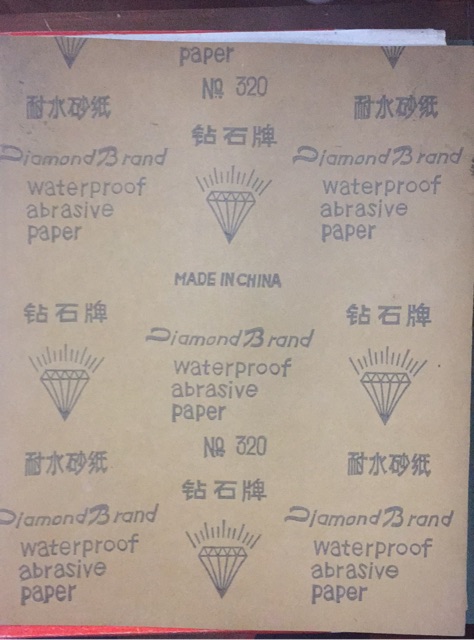 paper
No 320
耐水砂纸
耐水砂纸
钻石牌
Diamond Brand
Diamond Brand
waterproof
abrasive
paper
waterproof
abrasive
paper
MADE IN CHINA
钻石牌
钻石牌
Diamond Brand
waterproof
abrasive
paper
No 320
耐水砂纸
耐水砂纸
钻石牌
Diamond Brand
Diamond Brand
waterproof
abrasive
paper
waterproof
abrasive
paper